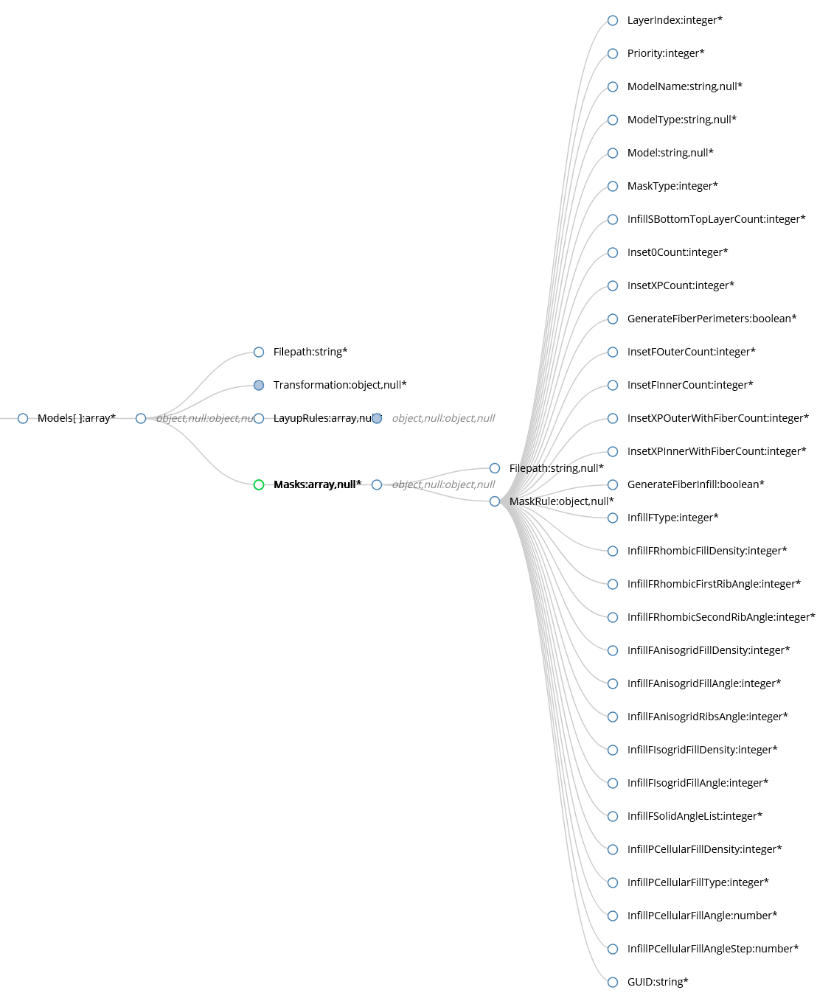 LayerIndex:integer*
Priority:integer*
ModelName:string,null*
ModelType:string,null*
Model:string,null*
MaskType:integer*
InfillSBottomTopLayerCount:integer*
Inset0Count:integer*
InsetXPCount:integer*
GenerateFiberPerimeters:boolean*
Filepath:string*
InsetFOuterCount:integer*
Transformation:object,null*
InsetFInnerCount:integer*
Models[ ]:array*
object,null:object,nu
LayupRules:array,nu
object,null:object,null
InsetXPOuterWithFiberCount:integer*
InsetXPInnerWithFiberCount:integer*
Filepath:string,null*
Masks:array,null*
object,null:object,null
GenerateFiberInfill:boolean*
MaskRule:object,null*
InfillFType:integer*
InfillFRhombicFillDensity:integer*
InfillFRhombicFirstRibAngle:integer*
InfillFRhombicSecondRibAngle:integer*
InfillFAnisogridFillDensity:integer*
InfillFAnisogridFillAngle:integer*
InfillFAnisogridRibsAngle:integer*
InfillFIsogridFillDensity:integer*
InfillFIsogridFillAngle:integer*
InfillFSolidAngleList:integer*
InfillPCellularFillDensity:integer*
InfillPCellularFillType:integer*
InfillPCellularFillAngle:number*
InfillPCellularFillAngleStep:number*
GUID:string*